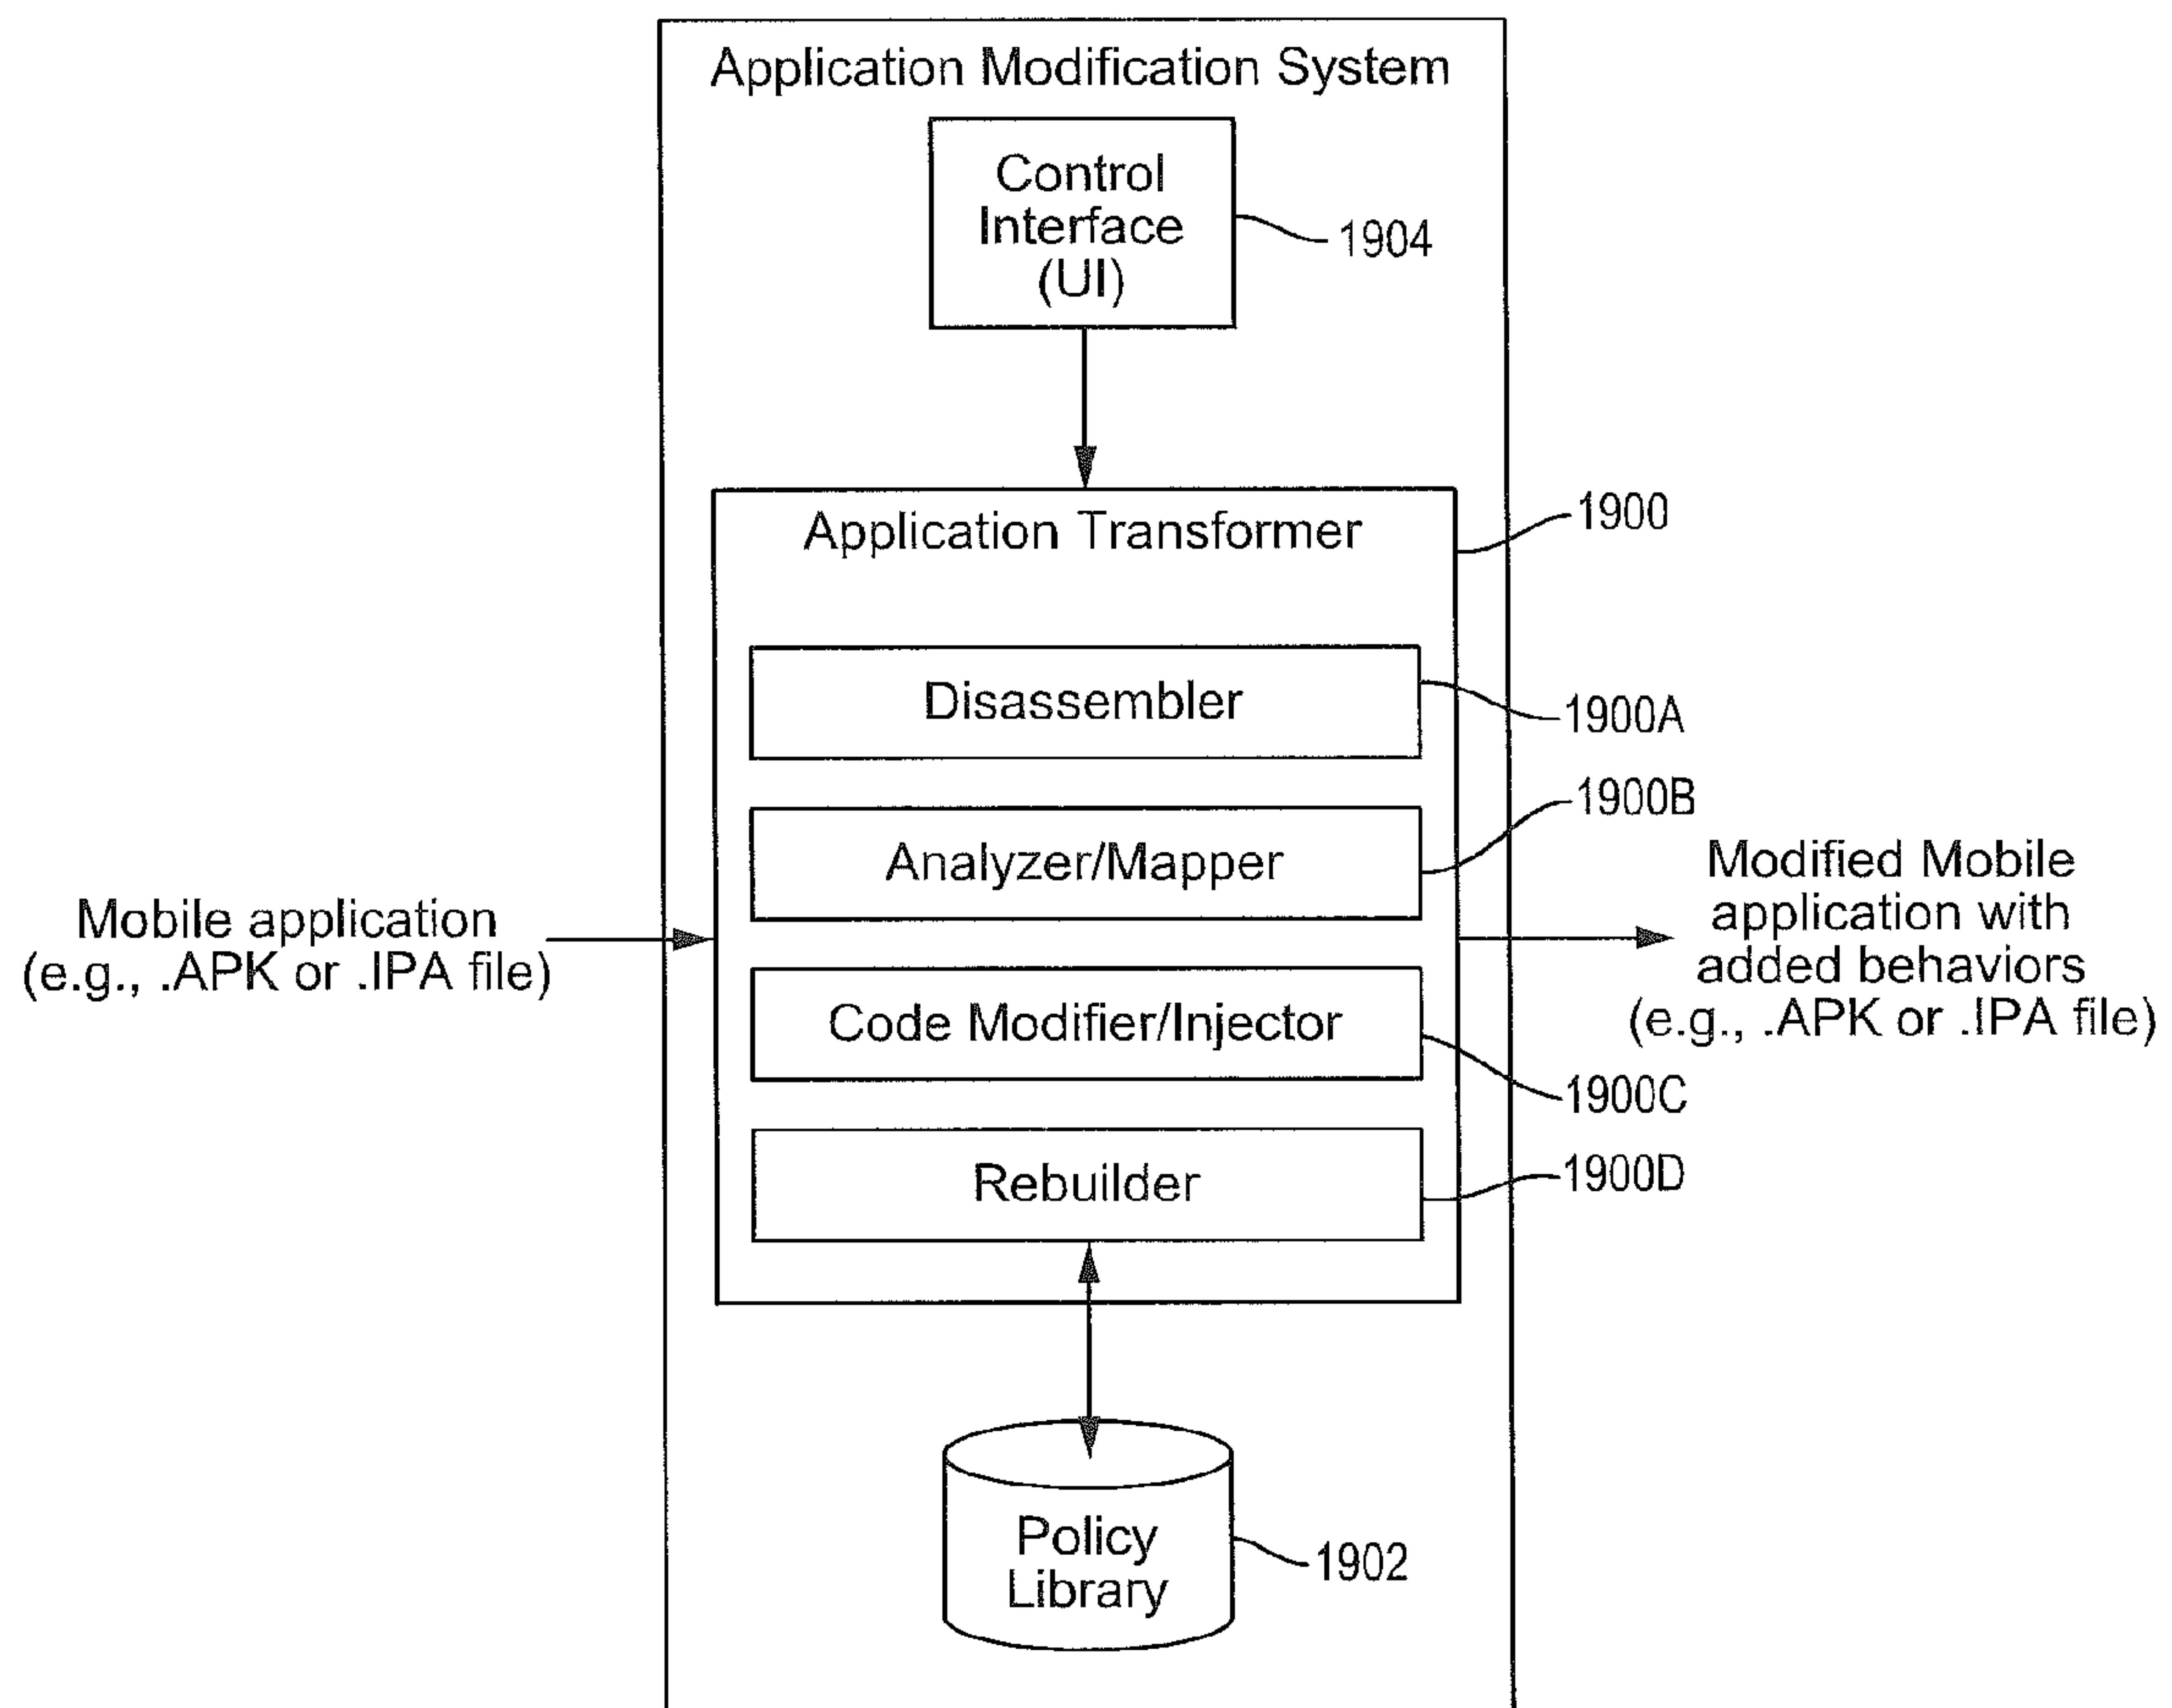 Application Modification System
Control
Interface
(UI)
1904
Application Transformer
1900
Disassembler
1900A
Analyzer/Mapper
1900B
Mobile application
(e.g., .APK or .IPA file)
Modified Mobile
application with
added behaviors
(e.g., .APK or .IPA file)
Code Modifier/Injector
1900C
Rebuilder
1900D
Policy
Library
1902